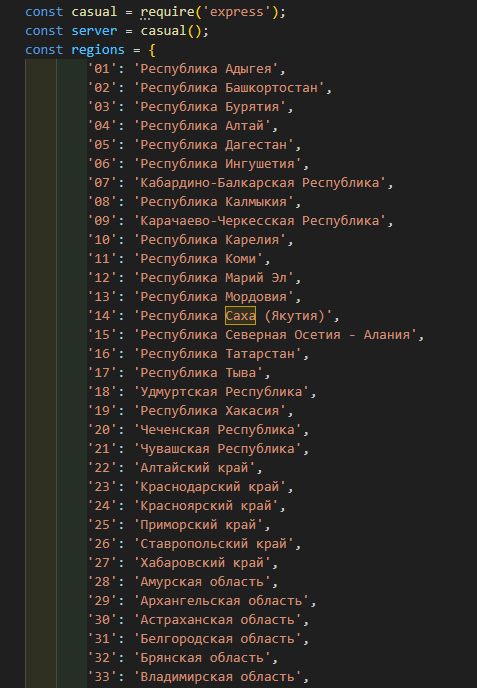 const casual = require('express');
const server = casual();
const regions = {
'01': 'Республика Адыгея',
'02': 'Республика Башкортостан',
'03': 'Республика Бурятия',
'04': 'Республика Алтай',
'05': 'Республика Дагестан',
'06': 'Республика Ингушетия',
'07': 'Кабардино-Балкарская Республика',
'08': 'Республика Калмыкия',
'09': 'Карачаево-Черкесская Республика',
'10': 'Республика Карелия',
'11': 'Республика Коми',
'12': 'Республика Марий Эл',
'13': 'Республика Мордовия',
'14': 'Республика Саха (Якутия)',
'15': 'Республика Северная Осетия - Алания',
'16': 'Республика Татарстан',
'17': 'Республика Тыва',
'18': 'Удмуртская Республика',
'19': 'Республика Хакасия',
'20': 'Чеченская Республика',
'21': 'Чувашская Республика',
'22': 'Алтайский край',
'23': 'Краснодарский край',
'24': 'Красноярский край',
'25': 'Приморский край',
'26': 'Ставропольский край',
'27': 'Хабаровский край',
'28': 'Амурская область',
'29': 'Архангельская область',
'30': 'Астраханская область',
'31': 'Белгородская область',
'32': 'Брянская область',
'33': 'Владимирская область',